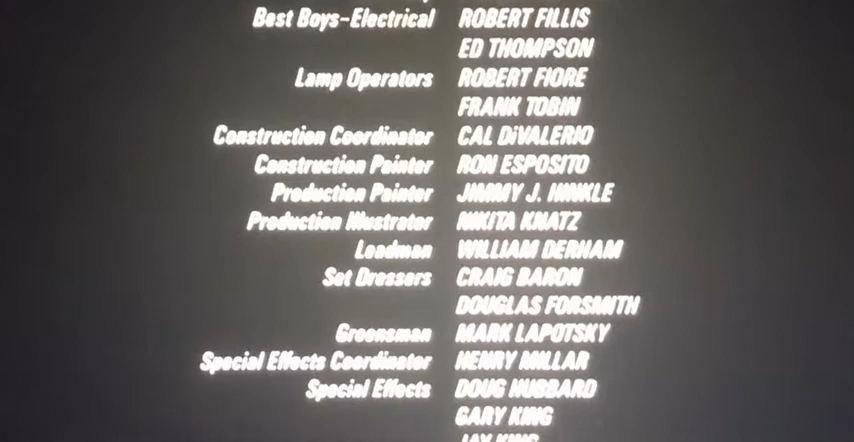 Best Boys-Electrical ROBERT FILLIS
ED THOMPSON
Lamp Operators ROBERT FIORE
FRANK TOBIN
Construction Coordinator CAL DiVALERIO
Construction Painter RON ESPOSITO
Production Painter JIMMY J. HINKLE
Production Illustrator NIKITA KNATZ
Leadman WILLIAM DERHAM
Set Dressers CRAIG BARON
DOUGLAS FORSMITH
Greensman MARK LAPOTSKY
Special Effects Coordinator HENRY MILLAR
Special Effects DOUG HUBBARD
GARY KING
JAY KING